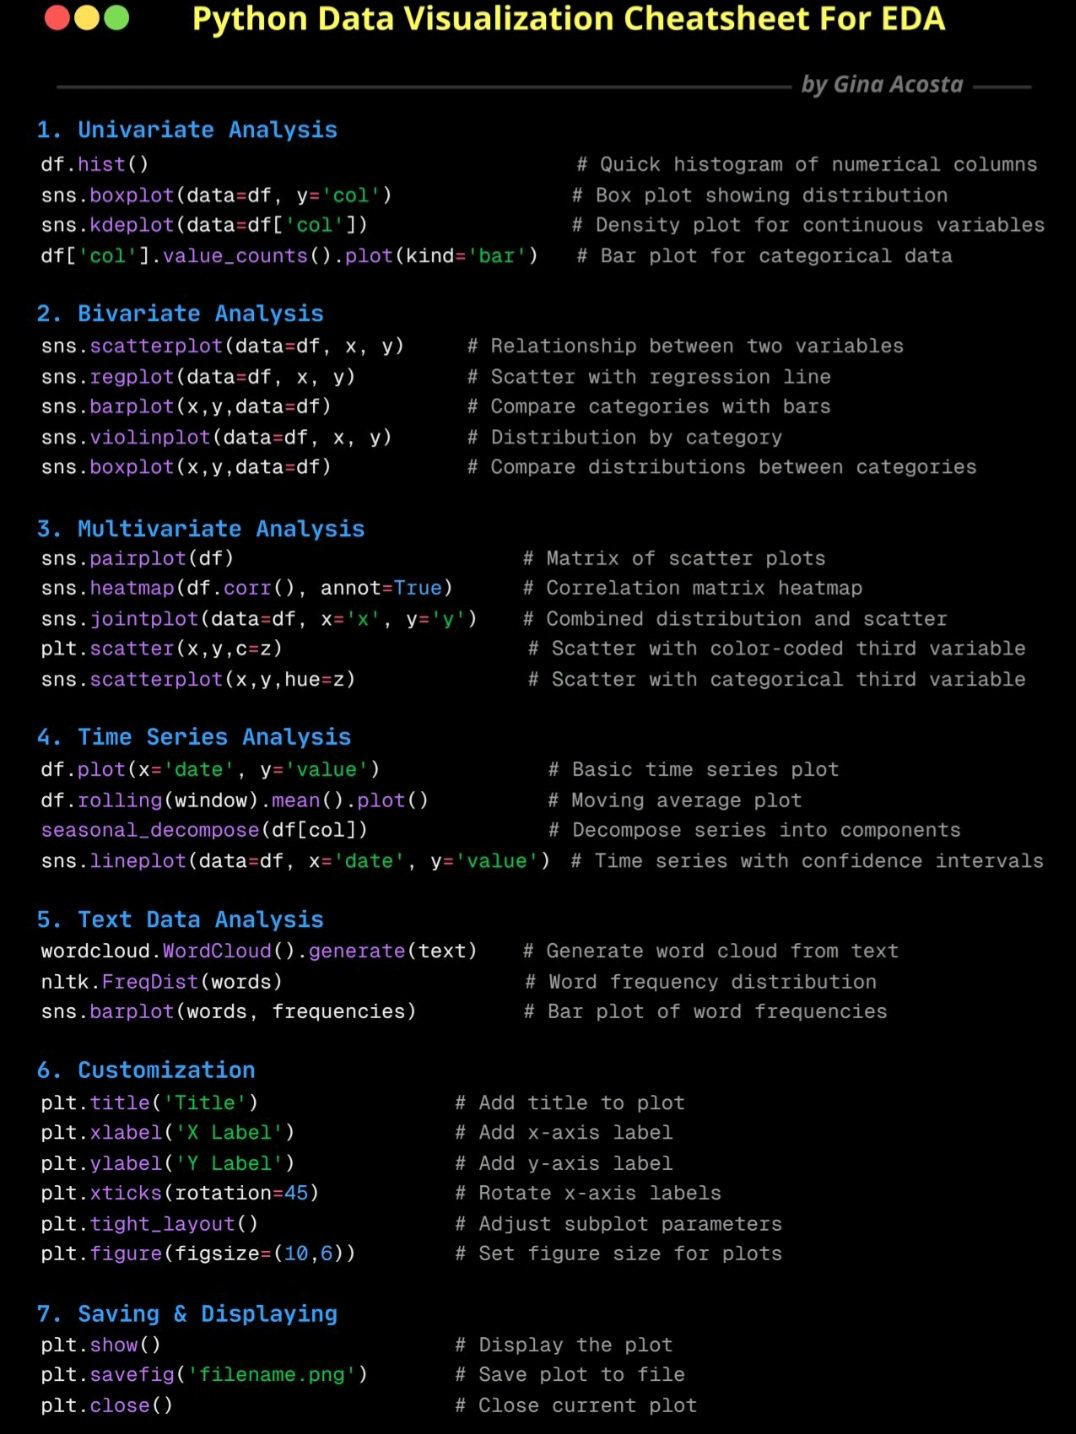 Python Data Visualization Cheatsheet For EDA
by Gina Acosta
1. Univariate Analysis
df.hist() # Quick histogram of numerical columns
sns.boxplot(data=df, y='col') # Box plot showing distribution
sns.kdeplot(data=df['col']) # Density plot for continuous variables
df['col'].value_counts().plot(kind='bar') # Bar plot for categorical data
2. Bivariate Analysis
sns.scatterplot(data=df, x, y) # Relationship between two variables
sns.regplot(data=df, x, y) # Scatter with regression line
sns.barplot(x,y,data=df) # Compare categories with bars
sns.violinplot(data=df, x, y) # Distribution by category
sns.boxplot(x,y,data=df) # Compare distributions between categories
3. Multivariate Analysis
sns.pairplot(df) # Matrix of scatter plots
sns.heatmap(df.corr(), annot=True) # Correlation matrix heatmap
sns.jointplot(data=df, x='x', y='y') # Combined distribution and scatter
plt.scatter(x,y,c=z) # Scatter with color-coded third variable
sns.scatterplot(x,y,hue=z) # Scatter with categorical third variable
4. Time Series Analysis
df.plot(x='date', y='value') # Basic time series plot
df.rolling(window).mean().plot() # Moving average plot
seasonal_decompose(df[col]) # Decompose series into components
sns.lineplot(data=df, x='date', y='value') # Time series with confidence intervals
5. Text Data Analysis
wordcloud.WordCloud().generate(text) # Generate word cloud from text
nltk.FreqDist(words) # Word frequency distribution
sns.barplot(words, frequencies) # Bar plot of word frequencies
6. Customization
plt.title('Title') # Add title to plot
plt.xlabel('X Label') # Add x-axis label
plt.ylabel('Y Label') # Add y-axis label
plt.xticks(rotation=45) # Rotate x-axis labels
plt.tight_layout() # Adjust subplot parameters
plt.figure(figsize=(10,6)) # Set figure size for plots
7. Saving & Displaying
plt.show() # Display the plot
plt.savefig('filename.png') # Save plot to file
plt.close() # Close current plot